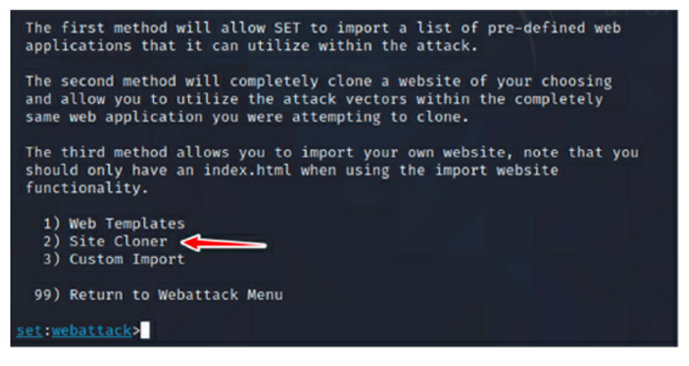 The first method will allow SET to import a list of pre-defined web
applications that it can utilize within the attack.
The second method will completely clone a website of your choosing
and allow you to utilize the attack vectors within the completely
same web application you were attempting to clone.
The third method allows you to import your own website, note that you
should only have an index.html when using the import website
functionality.
1) Web Templates
2) Site Cloner
3) Custom Import
99) Return to Webattack Menu
set:webattack>